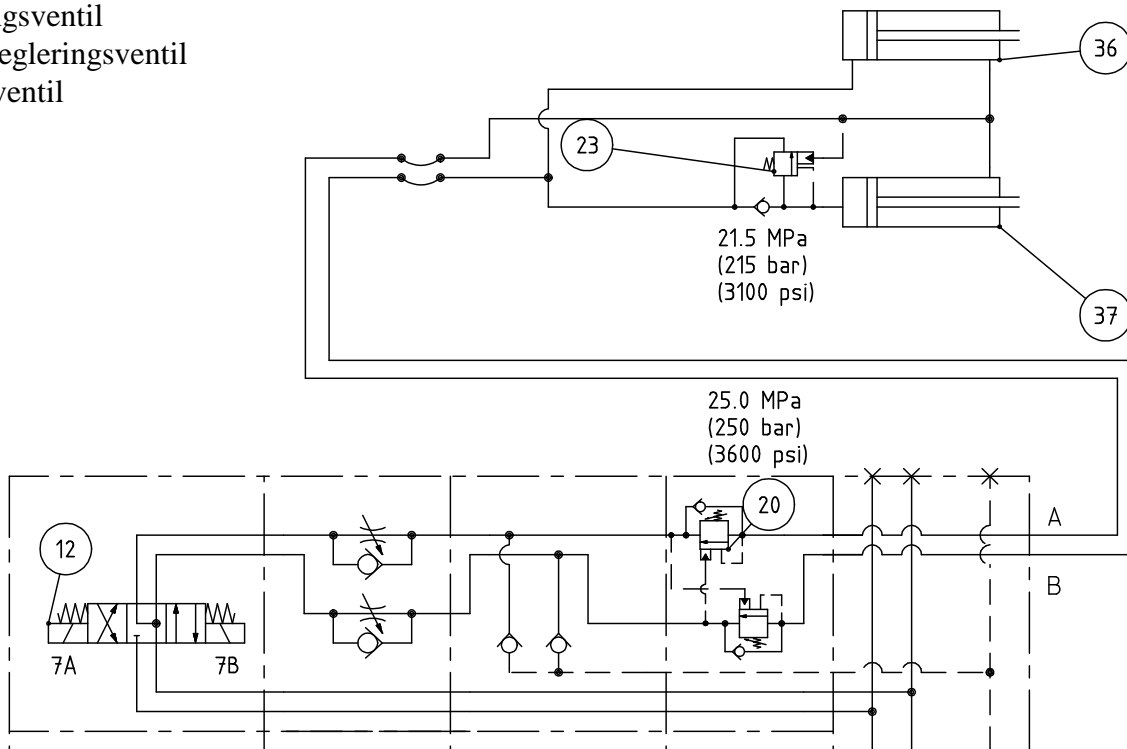 egleringsventil
ventil
36
23
21.5 MPa
(215 bar)
(3100 psi)
37
25.0 MPa
(250 bar)
(3600 psi)
20
A
12
B
7A
7B